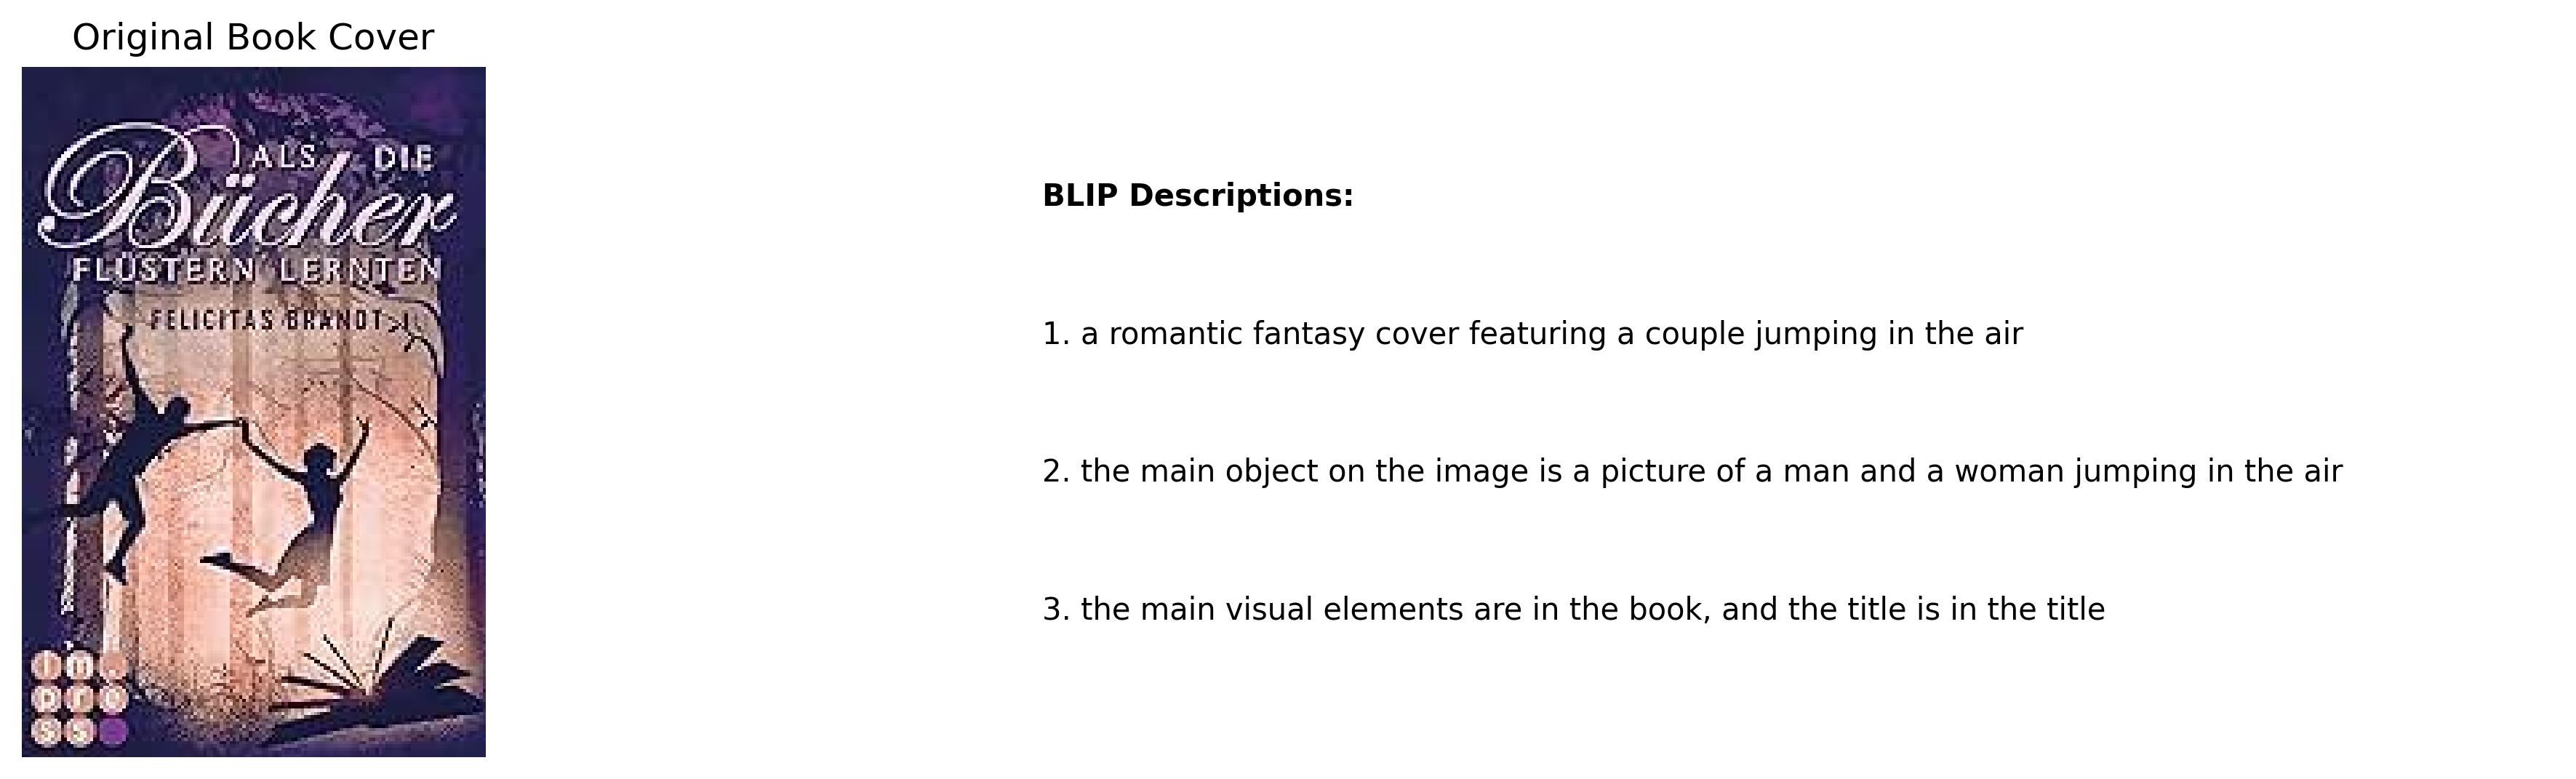 Original Book Cover
ALS DIE
Bücher
FLÜSTERN LERNTEN
FELICITAS BRANDT
im.
pre
ss
BLIP Descriptions:
1. a romantic fantasy cover featuring a couple jumping in the air
2. the main object on the image is a picture of a man and a woman jumping in the air
3. the main visual elements are in the book, and the title is in the title